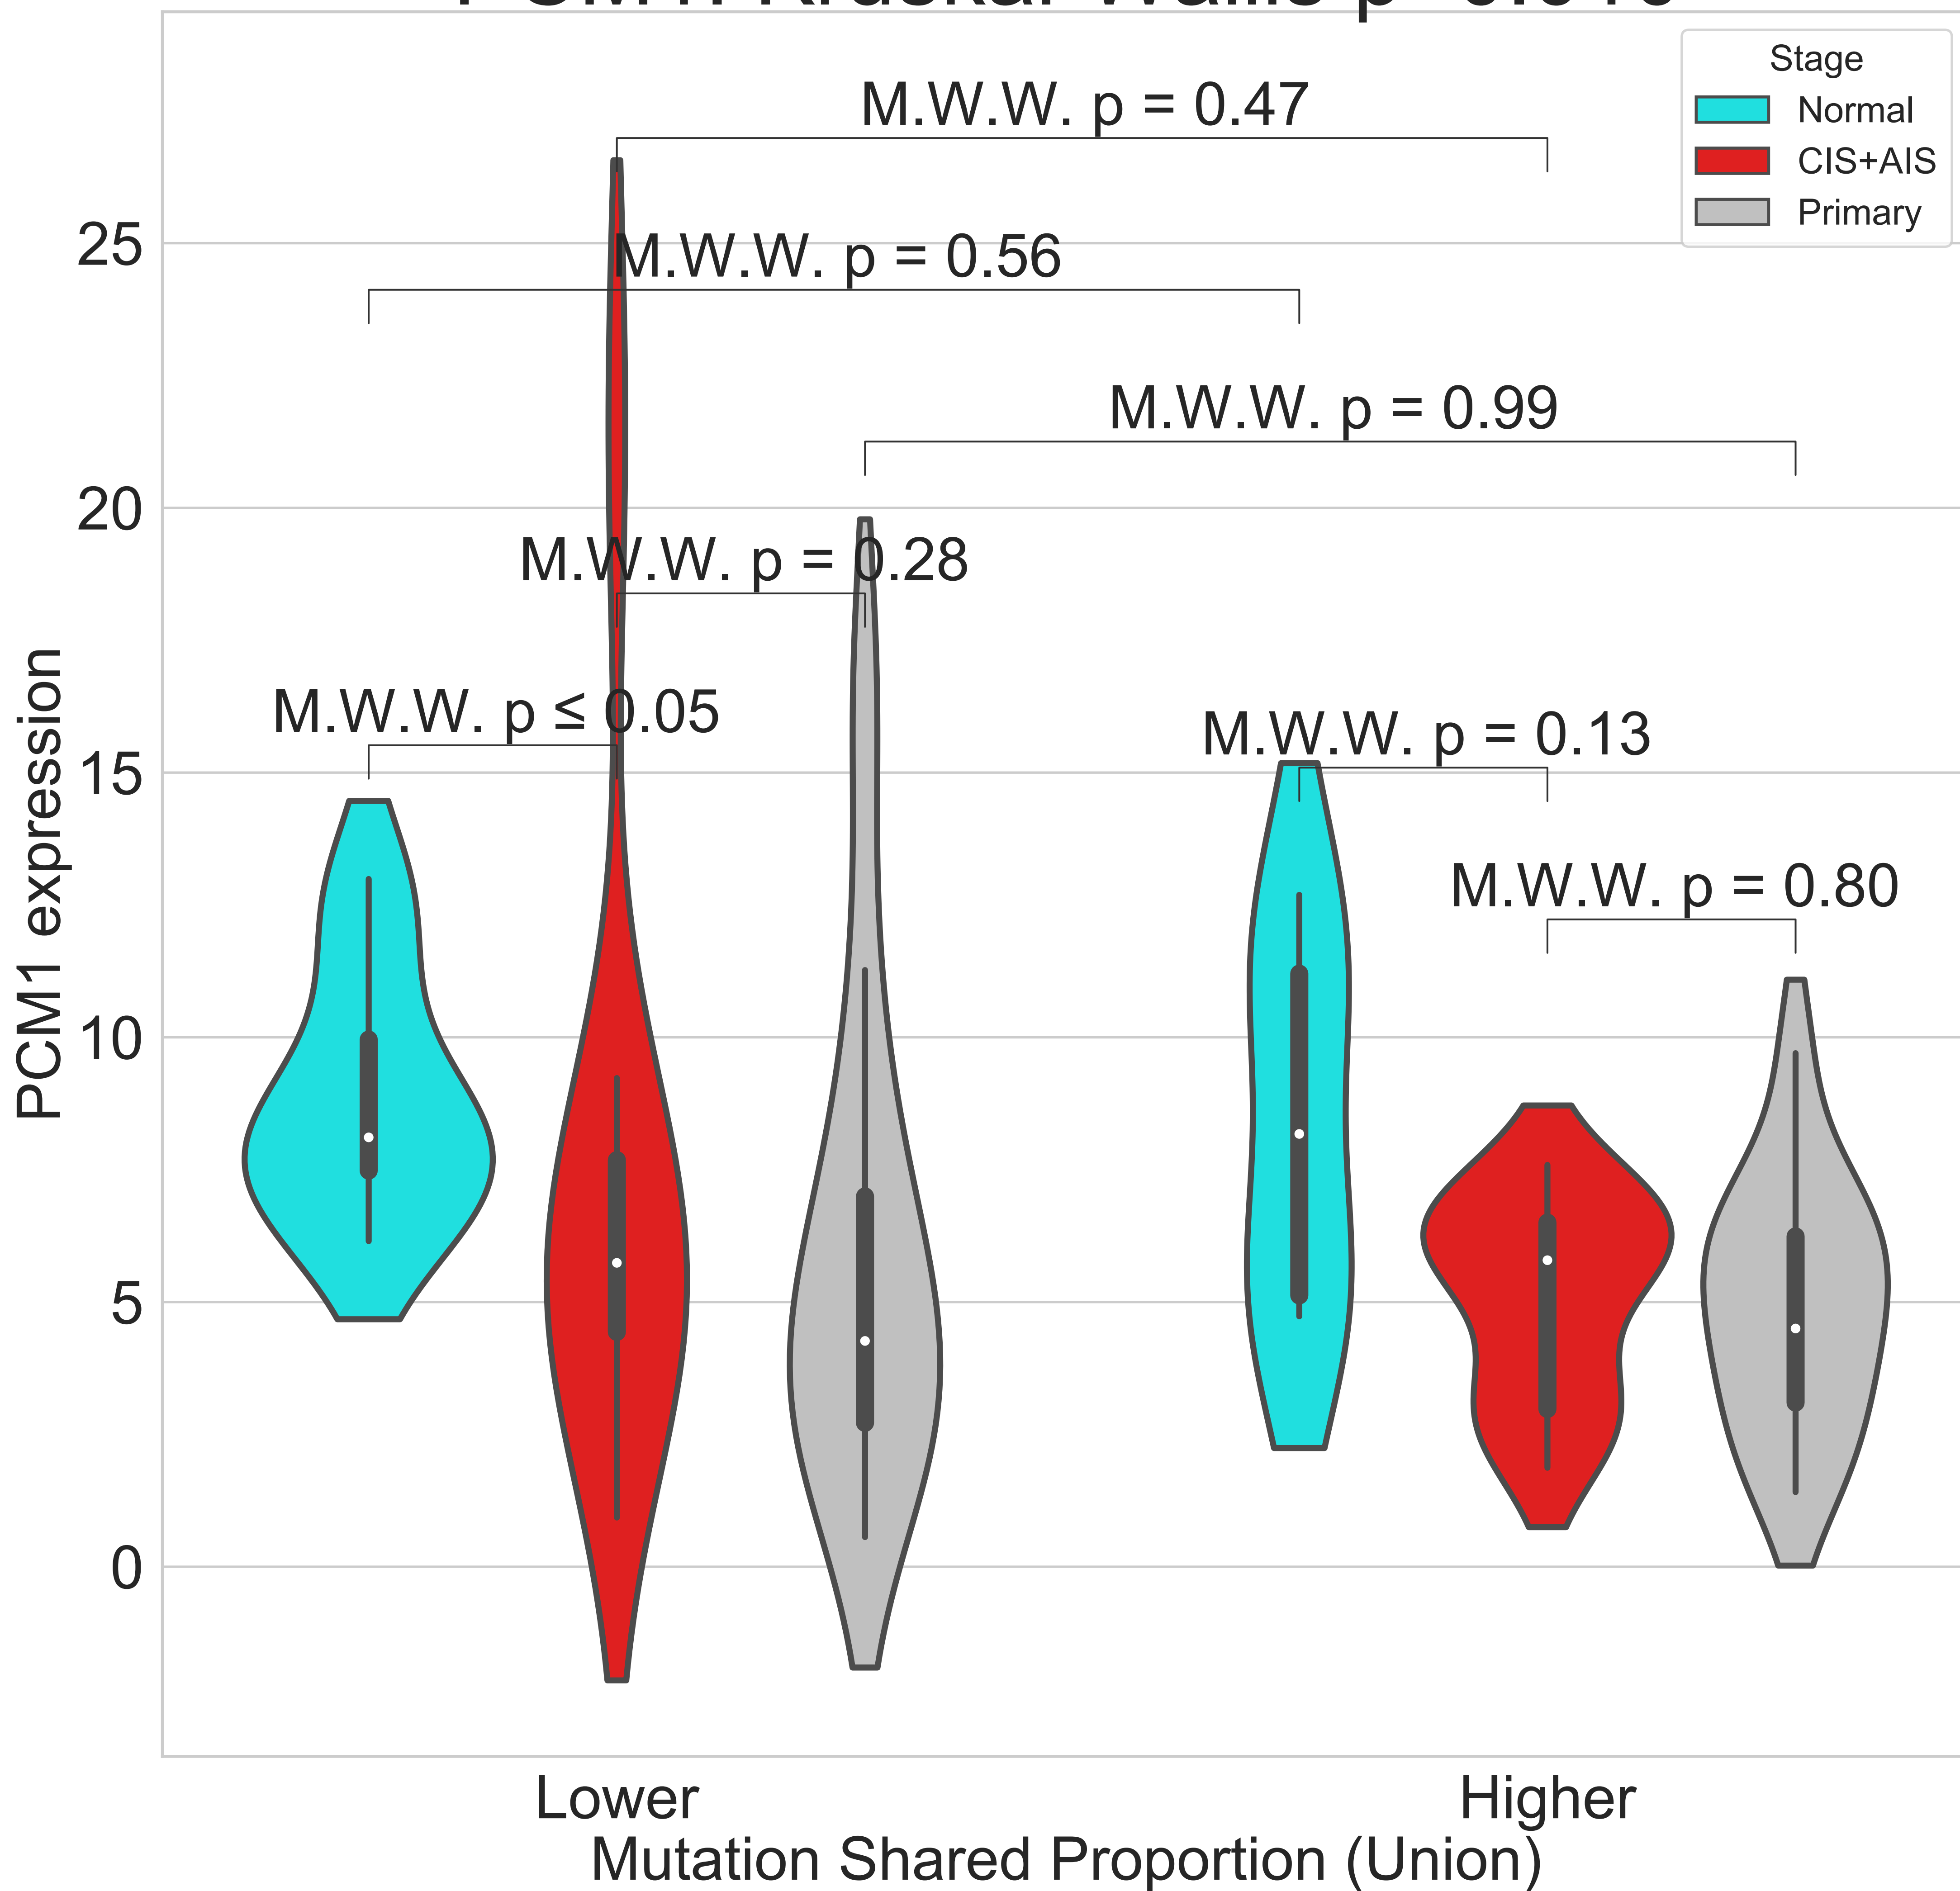 Stage
Normal
CIS+AIS
Primary
M.W.W. p = 0.47
M.W.W. p = 0.56
M.W.W. p = 0.99
M.W.W. p = 0.28
M.W.W. p ≤ 0.05
M.W.W. p = 0.13
M.W.W. p = 0.80
25
20
15
10
5
0
PCM1 expression
Lower
Higher
Mutation Shared Proportion (Union)